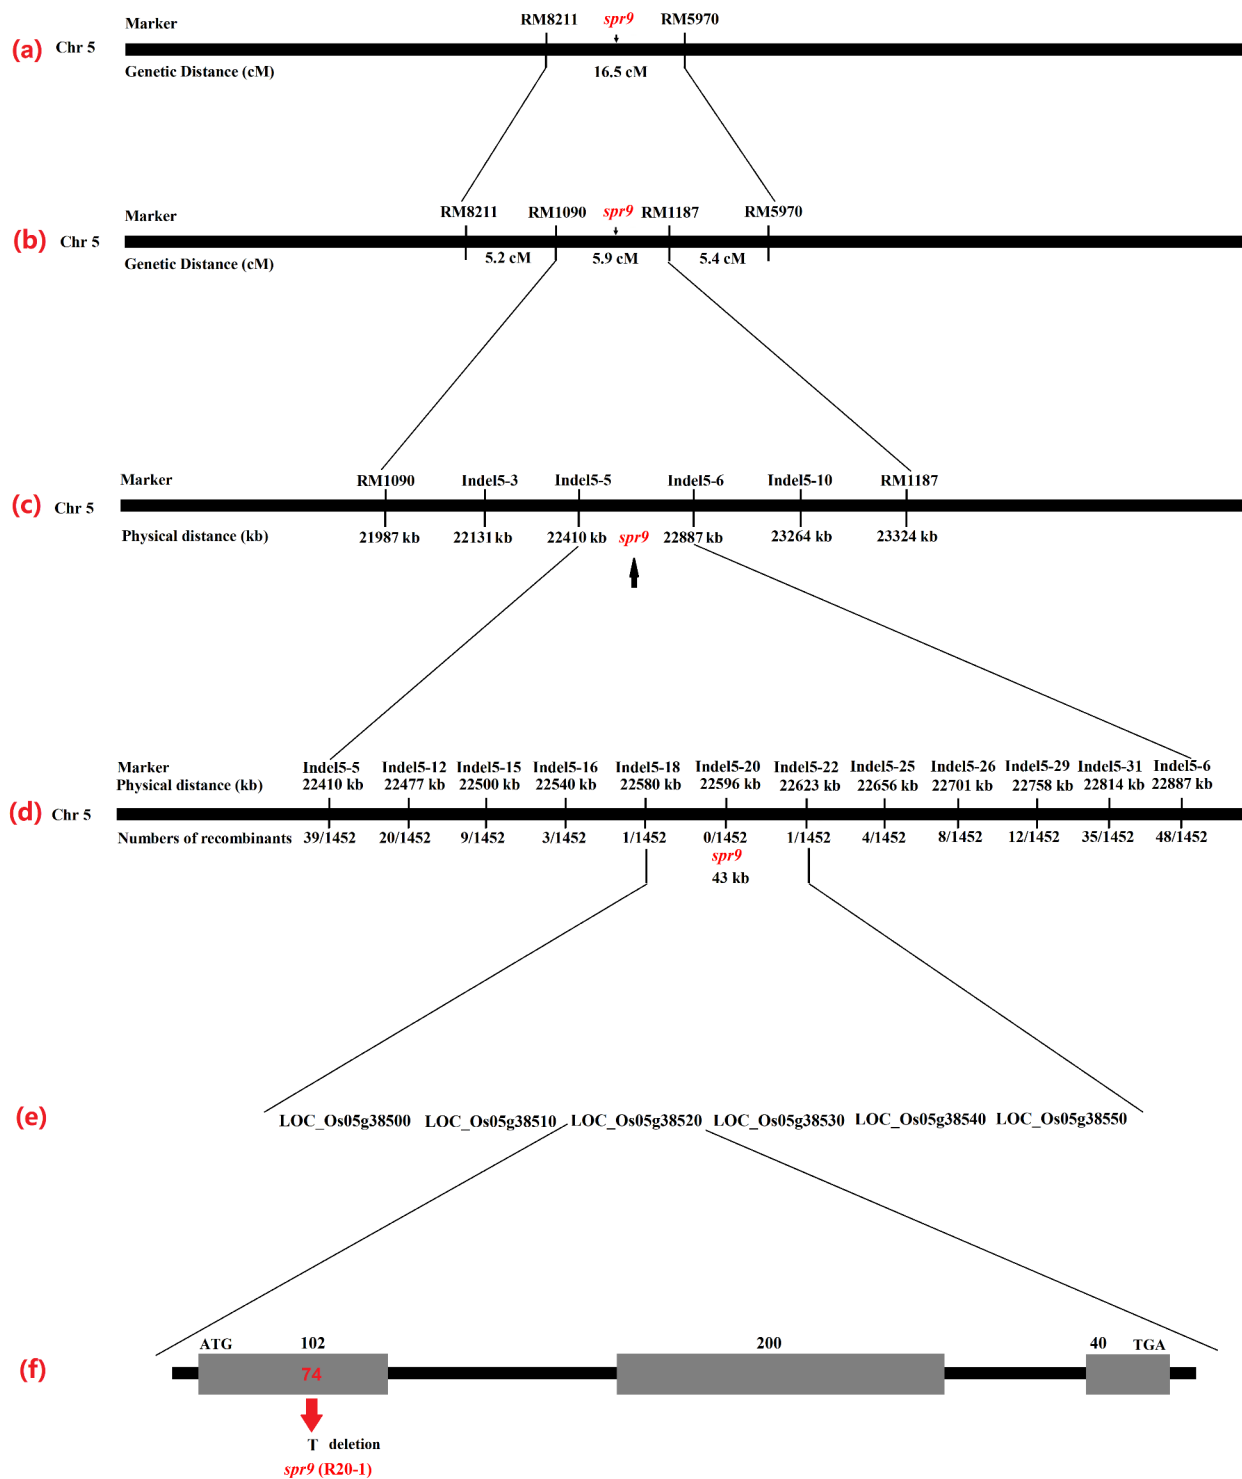 Marker RM8211 spr9 RM5970
(a) Chr 5
Genetic Distance (cM) 16.5 cM
Marker RM8211 RM1090 spr9 RM1187 RM5970
(b) Chr 5
Genetic Distance (cM) 5.2 cM 5.9 cM 5.4 cM
Marker RM1090 Indel5-3 Indel5-5 Indel5-6 Indel5-10 RM1187
(c) Chr 5
Physical distance (kb) 21987 kb 22131 kb 22410 kb spr9 22887 kb 23264 kb 23324 kb
Marker Indel5-5 Indel5-12 Indel5-15 Indel5-16 Indel5-18 Indel5-20 Indel5-22 Indel5-25 Indel5-26 Indel5-29 Indel5-31 Indel5-6
Physical distance (kb) 22410 kb 22477 kb 22500 kb 22540 kb 22580 kb 22596 kb 22623 kb 22656 kb 22701 kb 22758 kb 22814 kb 22887 kb
(d) Chr 5
Numbers of recombinants 39/1452 20/1452 9/1452 3/1452 1/1452 0/1452 1/1452 4/1452 8/1452 12/1452 35/1452 48/1452
spr9
43 kb
(e) LOC_Os05g38500 LOC_Os05g38510 LOC_Os05g38520 LOC_Os05g38530 LOC_Os05g38540 LOC_Os05g38550
ATG 102 200 40 TGA
(f) 74
T deletion
spr9 (R20-1)